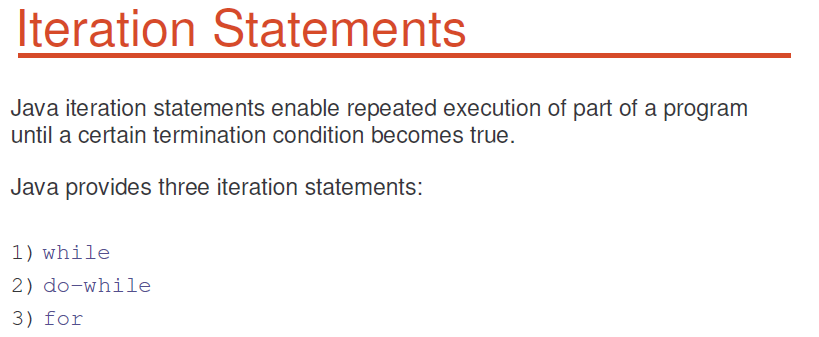 Iteration Statements
Java iteration statements enable repeated execution of part of a program
until a certain termination condition becomes true.
Java provides three iteration statements:
1) while
2) do-while
3) for